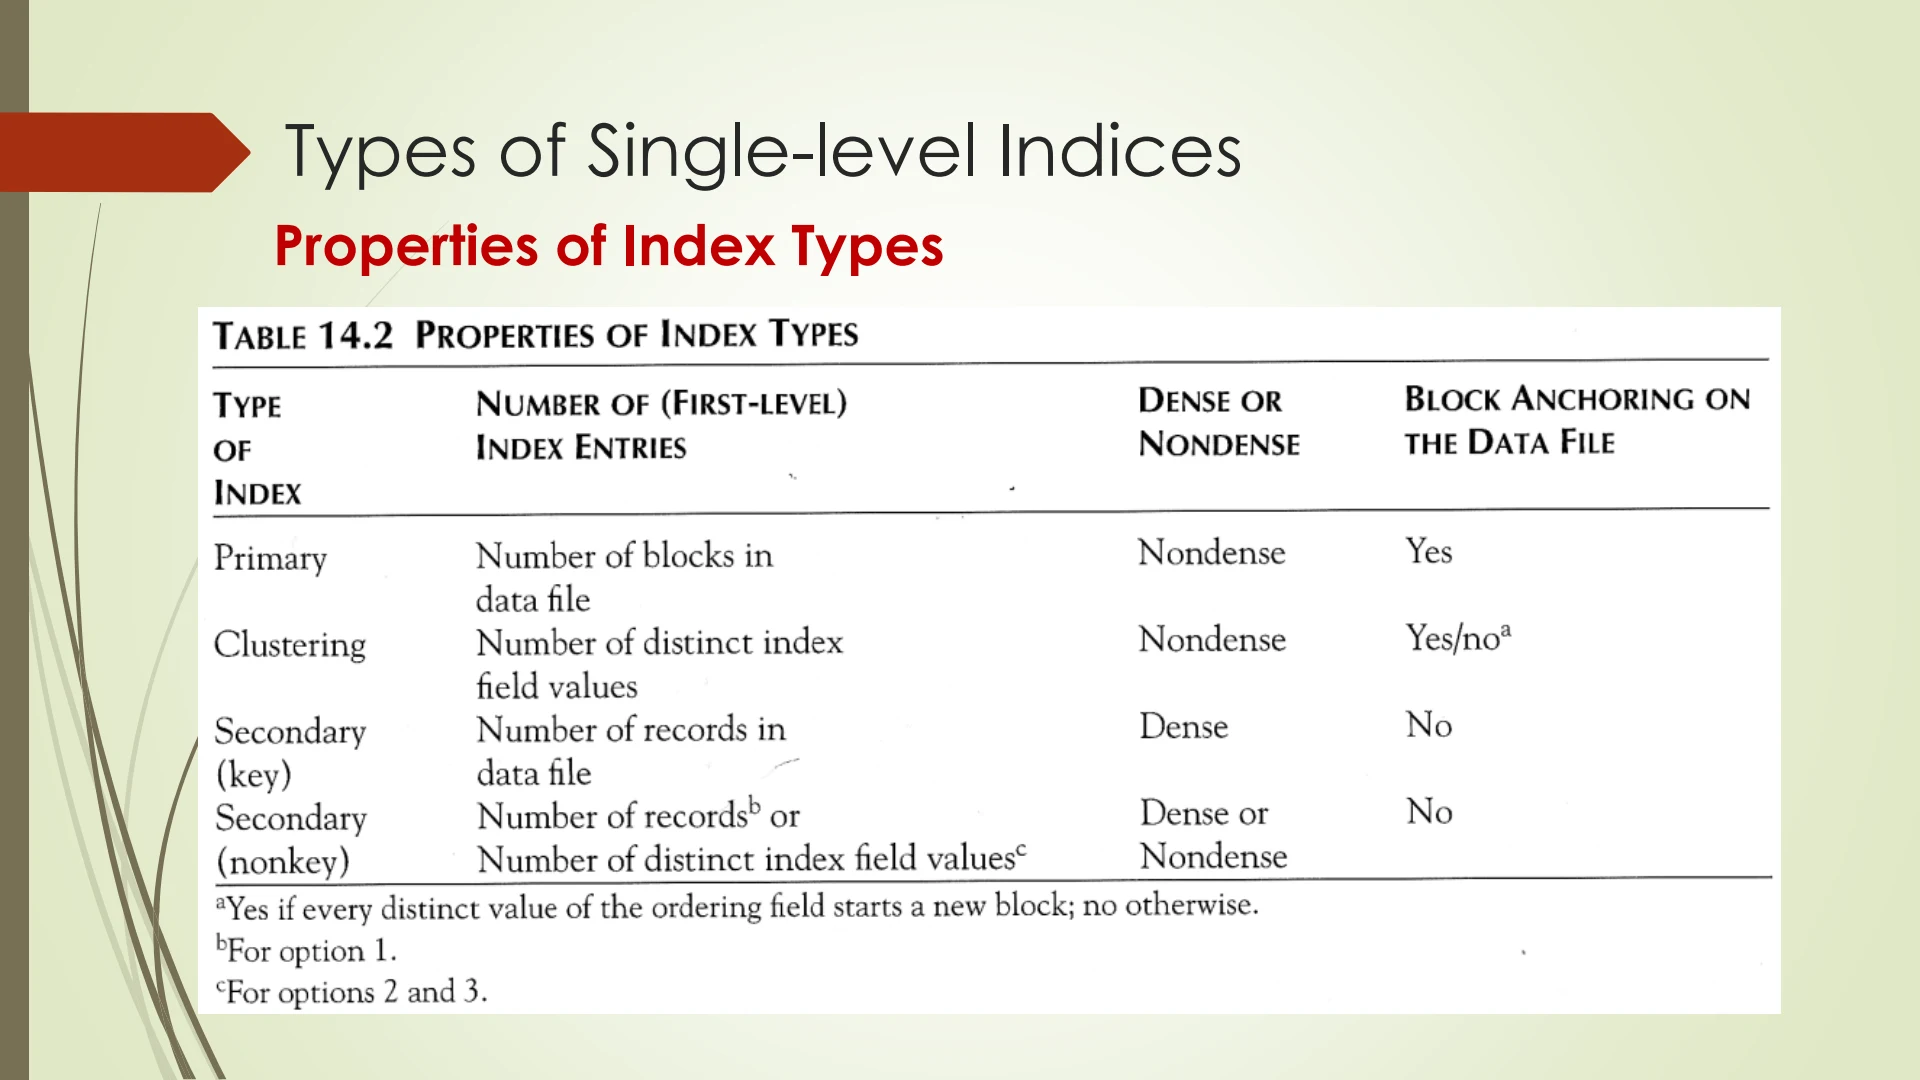 Types of Single-level Indices
Properties of Index Types
TABLE 14.2 PROPERTIES OF INDEX TYPES
TYPE OF INDEX
NUMBER OF (FIRST-LEVEL) INDEX ENTRIES
DENSE OR NONDENSE
BLOCK ANCHORING ON THE DATA FILE
Primary
Number of blocks in
data file
Nondense
Yes
Clustering
Number of distinct index
field values
Nondense
Yes/noᵃ
Secondary
(key)
Number of records in
data file
Dense
No
Secondary
(nonkey)
Number of recordsᵇ or
Number of distinct index field valuesᶜ
Dense or
Nondense
No
ᵃYes if every distinct value of the ordering field starts a new block; no otherwise.
ᵇFor option 1.
ᶜFor options 2 and 3.